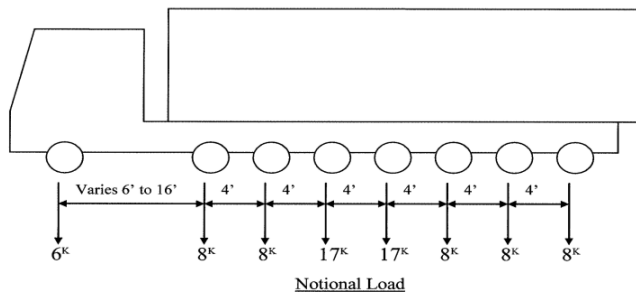 Varies 6’ to 16’ 4’ 4’ 4’ 4’ 4’ 4’
6ᴷ 8ᴷ 8ᴷ 17ᴷ 17ᴷ 8ᴷ 8ᴷ 8ᴷ
Notional Load